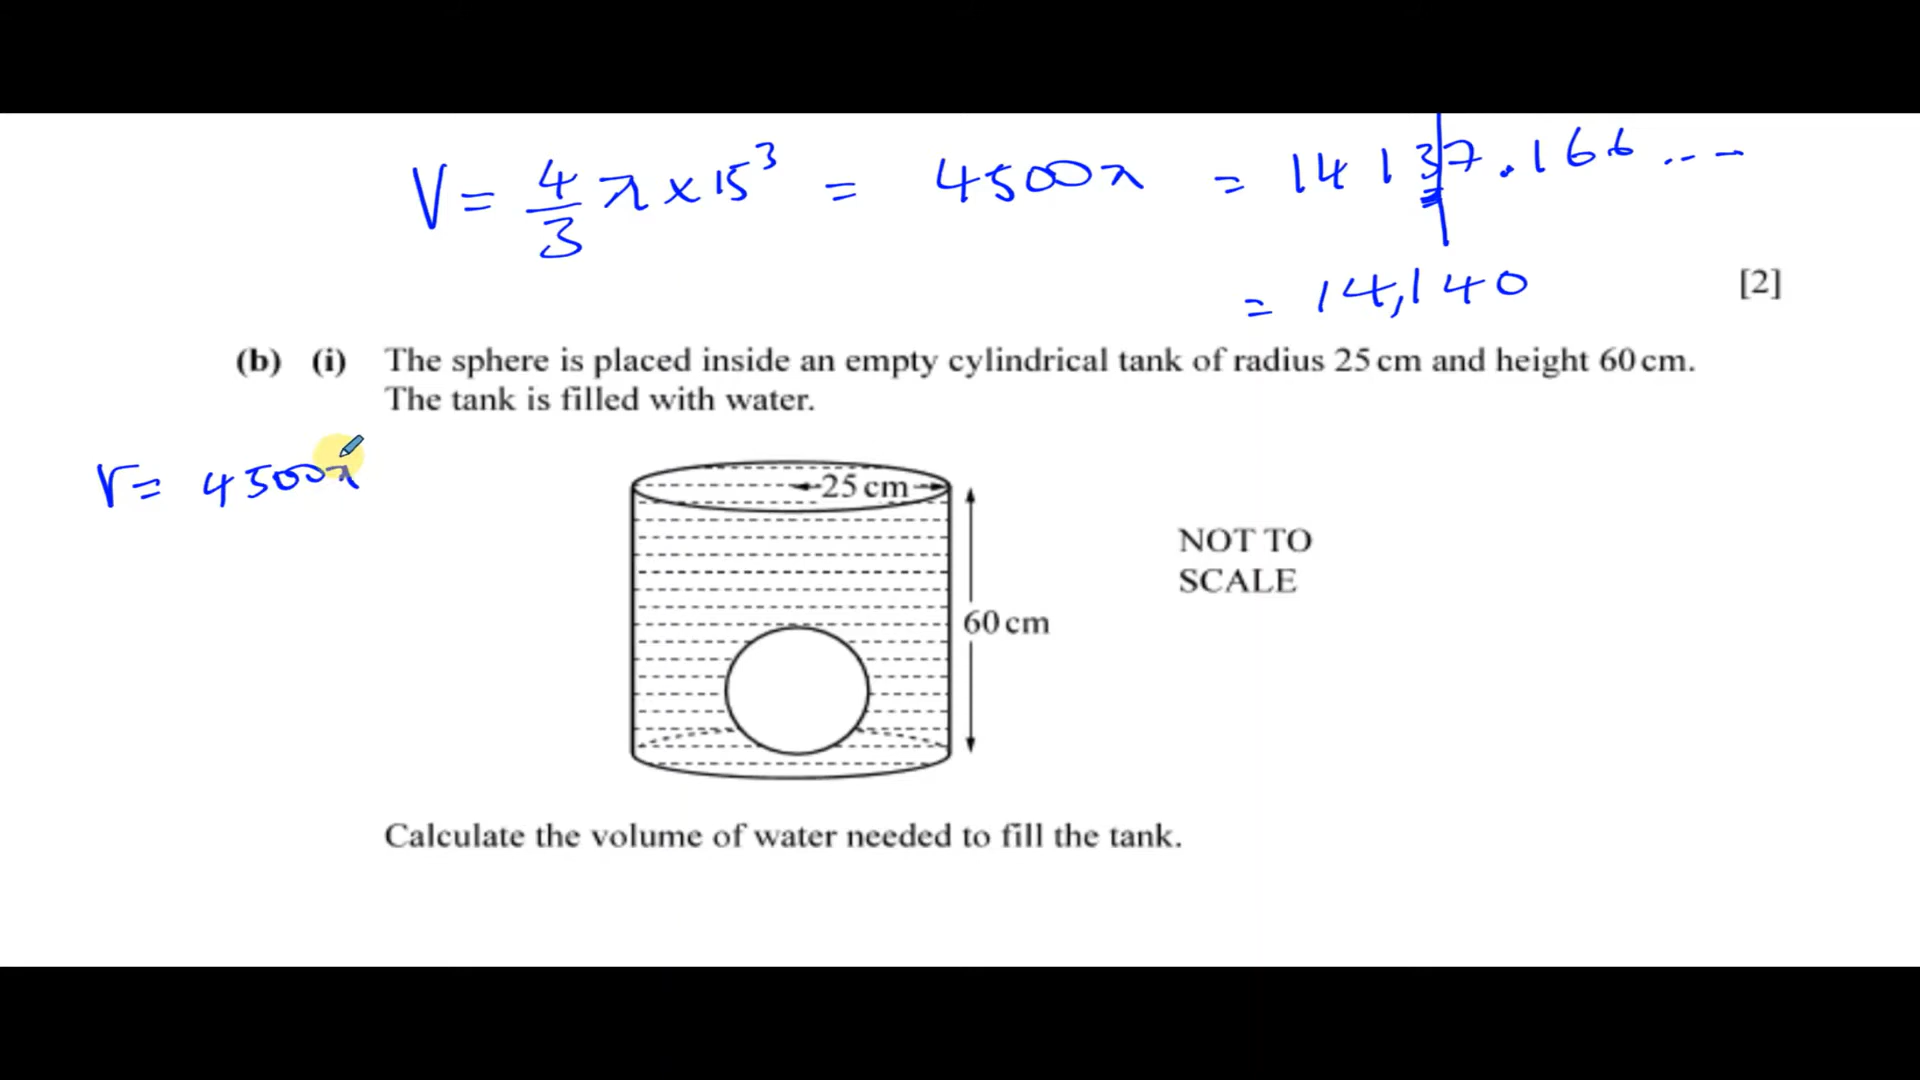 V = 4/3 π × 15³ = 4500π = 14137.166...
= 14,140
[2]
(b) (i) The sphere is placed inside an empty cylindrical tank of radius 25 cm and height 60 cm.
The tank is filled with water.
V = 4500π
25 cm
NOT TO
SCALE
60 cm
Calculate the volume of water needed to fill the tank.